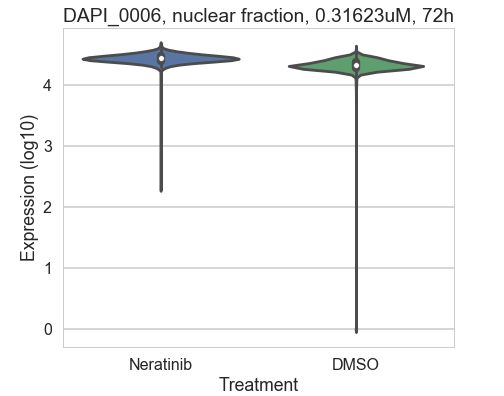 DAPI_0006, nuclear fraction, 0.31623uM, 72h
4
3
2
1
0
Expression (log10)
Neratinib DMSO
Treatment